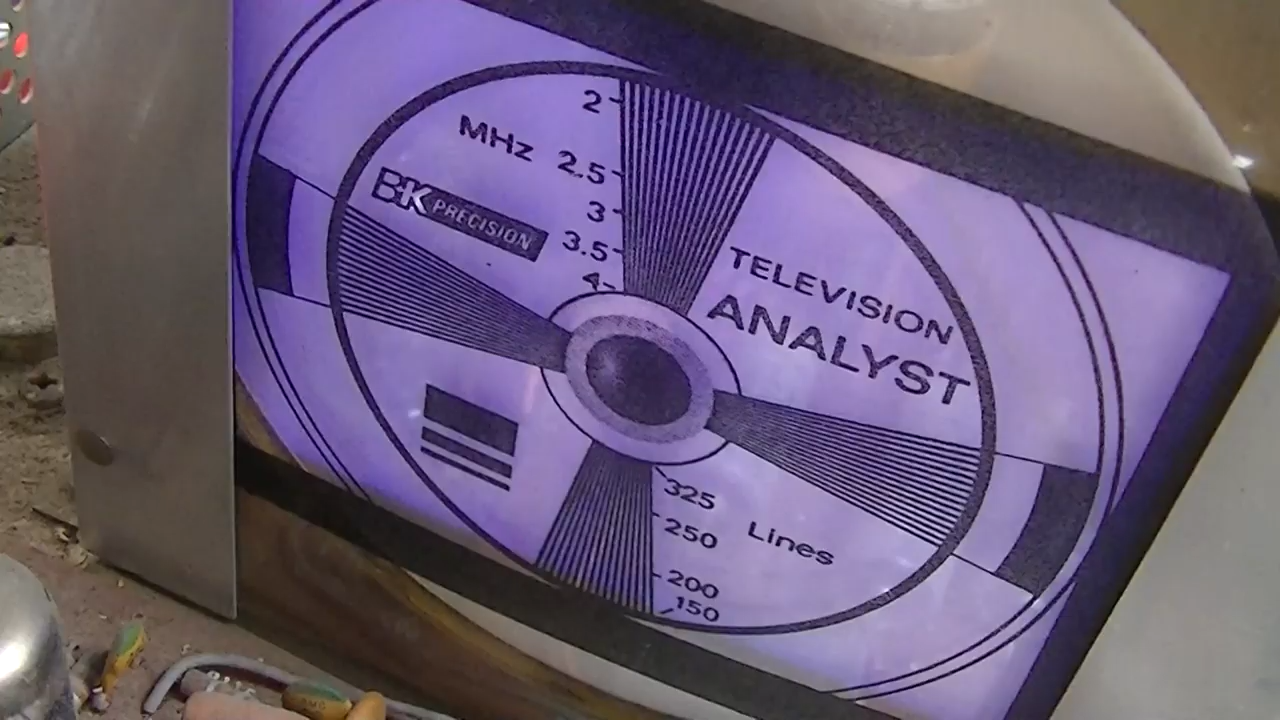 2
MHz 2.5
3
3.5
4
B&K PRECISION
TELEVISION
ANALYST
325
250
Lines
200
150